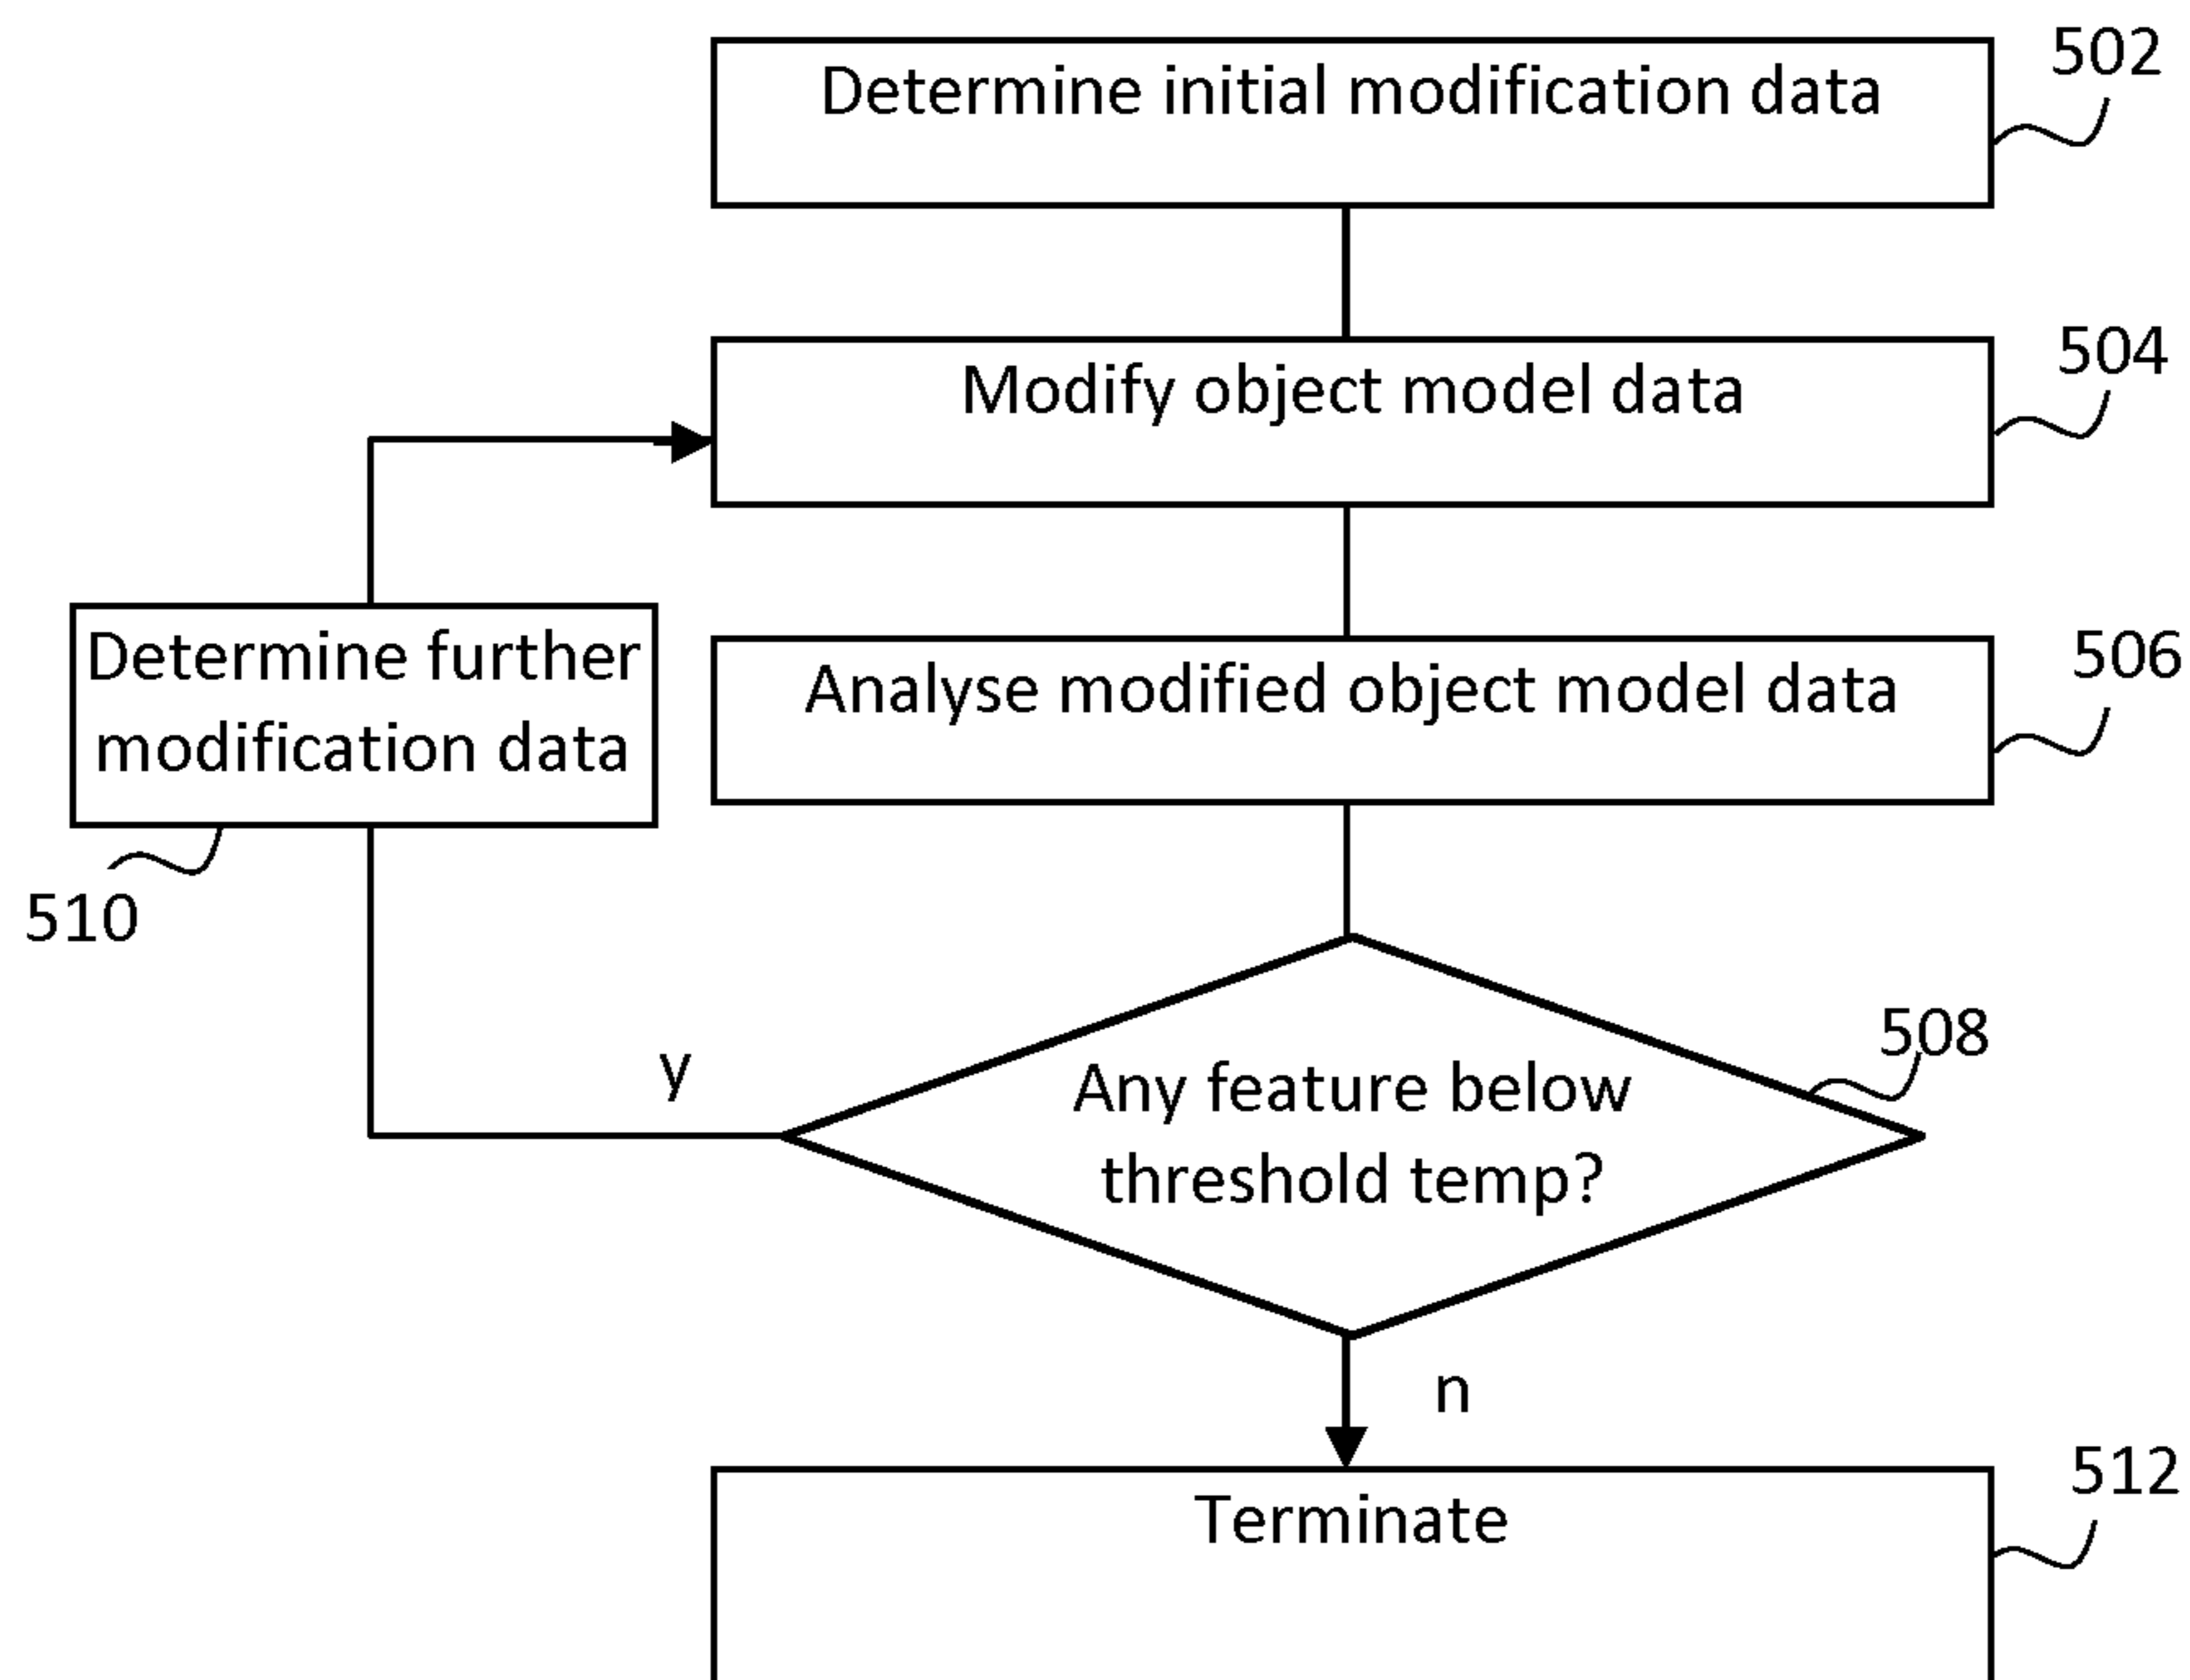 Determine initial modification data
502
Modify object model data
504
Determine further
modification data
510
Analyse modified object model data
506
Any feature below
threshold temp?
508
y
n
Terminate
512